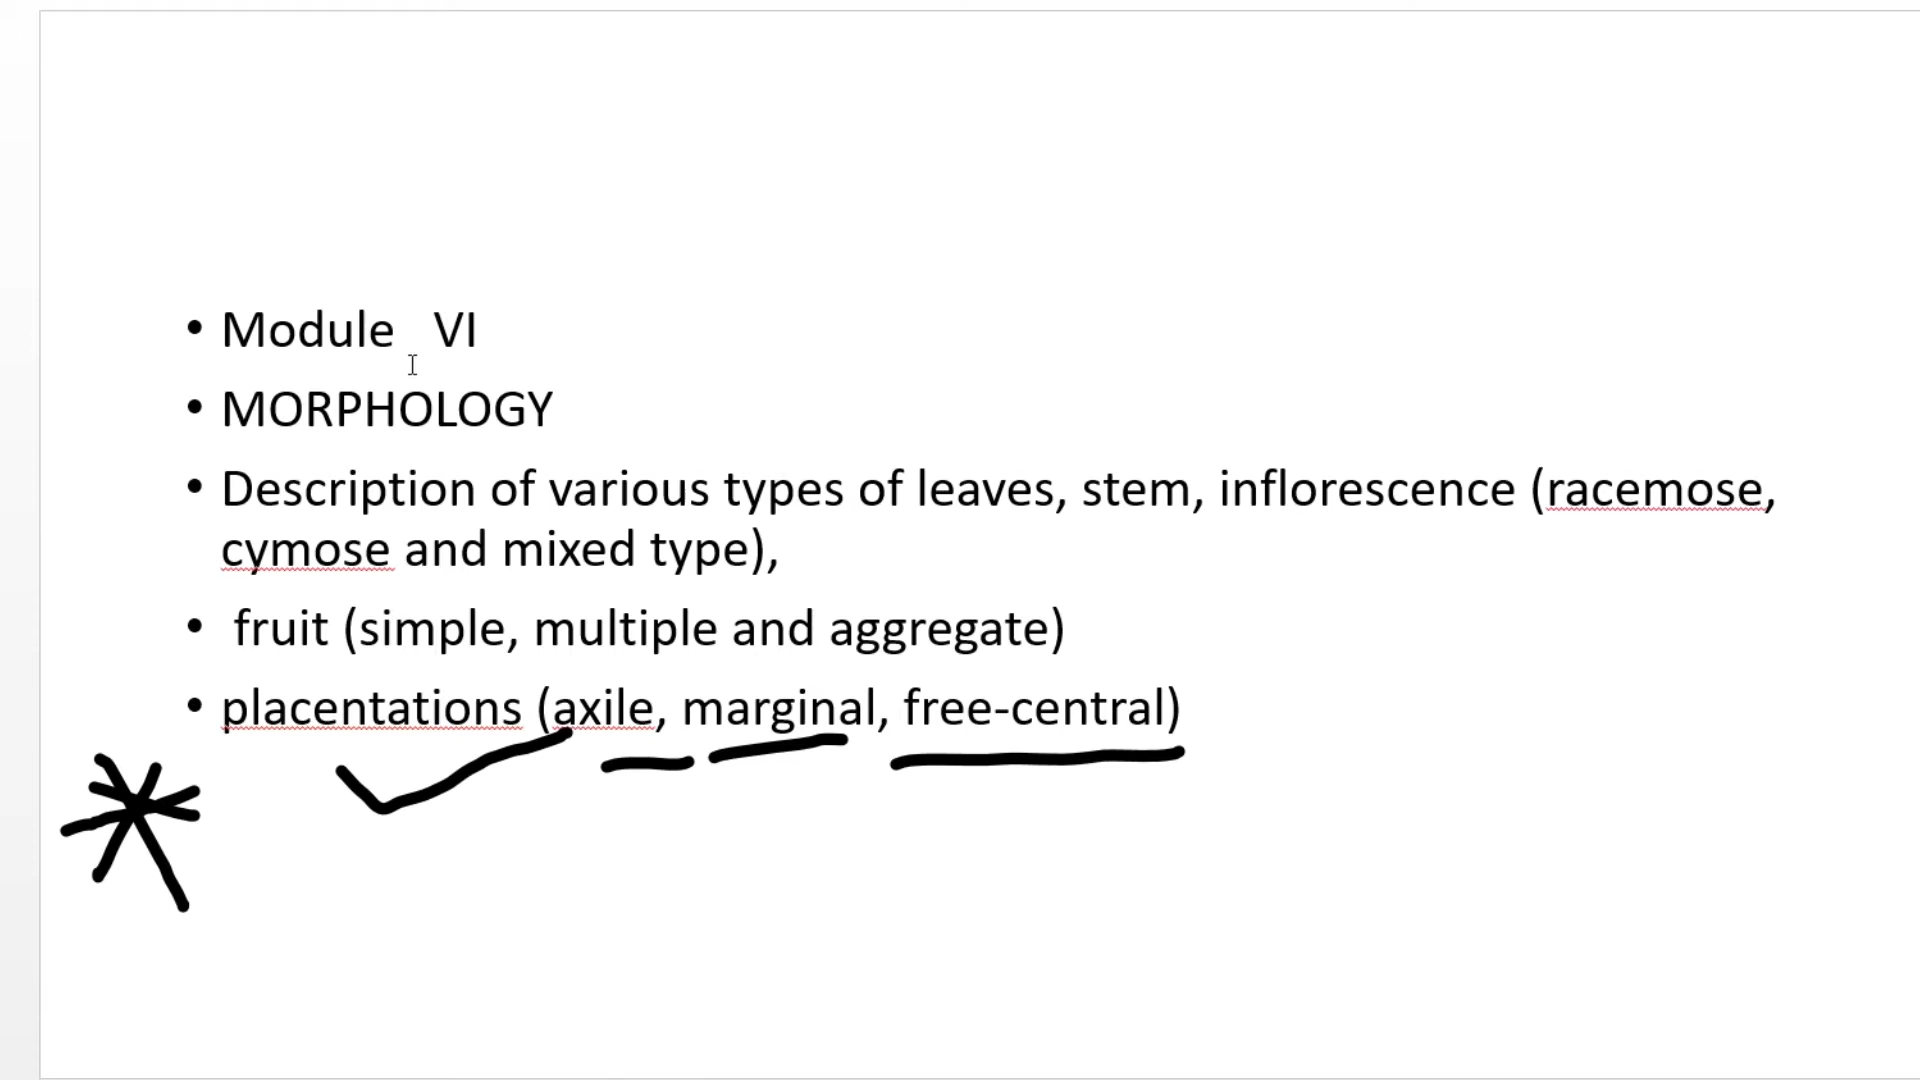 • Module VI
• MORPHOLOGY
• Description of various types of leaves, stem, inflorescence (racemose,
cymose and mixed type),
• fruit (simple, multiple and aggregate)
• placentations (axile, marginal, free-central)